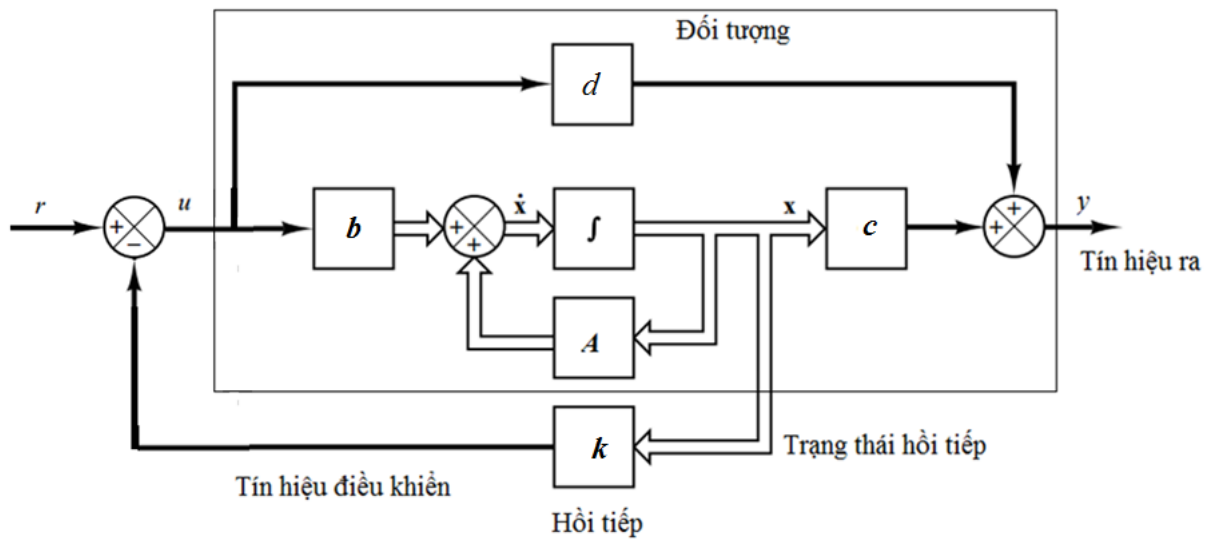 Đối tượng
d
r
+
−
u
b
+
+
ẋ
∫
x
c
+
+
y
Tín hiệu ra
A
k
Trạng thái hồi tiếp
Tín hiệu điều khiển
Hồi tiếp